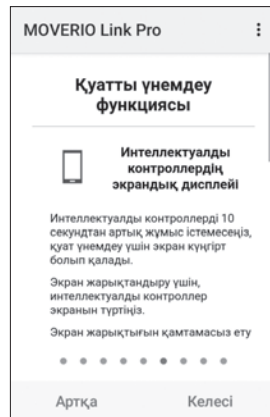 MOVERIO Link Pro
Қуатты үнемдеу
функциясы
Интеллектуалды
контроллердің
экрандық дисплейі
Интеллектуалды контроллерді 10
секундтан артық жұмыс істемесеңіз,
қуат үнемдеу үшін экран күңгірт
болып қалады.
Экран жарықтандыру үшін,
интеллектуалды контроллер
экранын түртіңіз.
Экран жарықтығын қамтамасыз ету
Артқа
Келесі